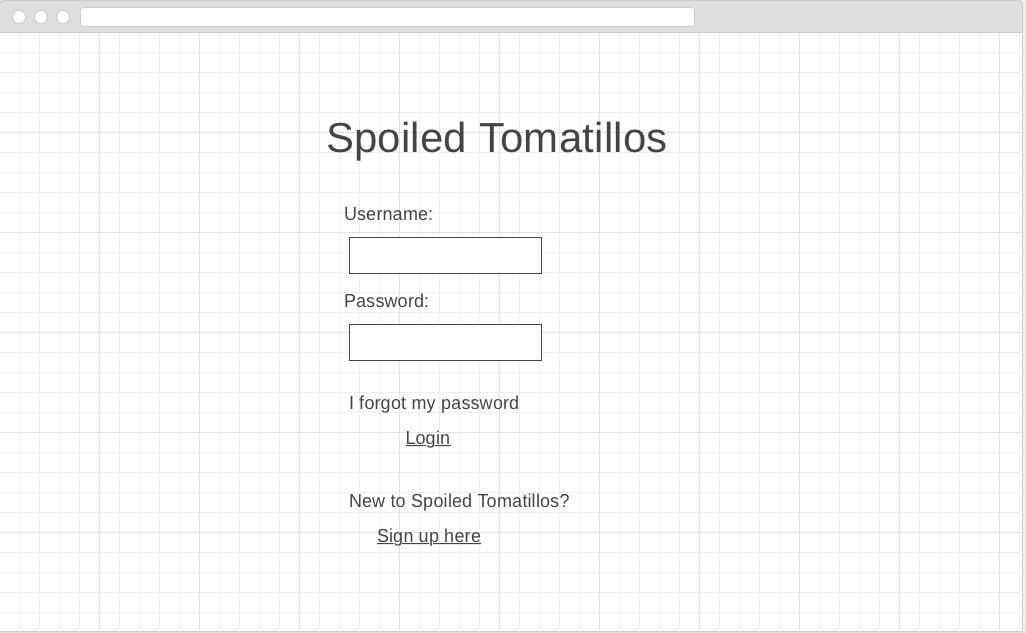 Spoiled Tomatillos
Username:
Password:
I forgot my password
Login
New to Spoiled Tomatillos?
Sign up here